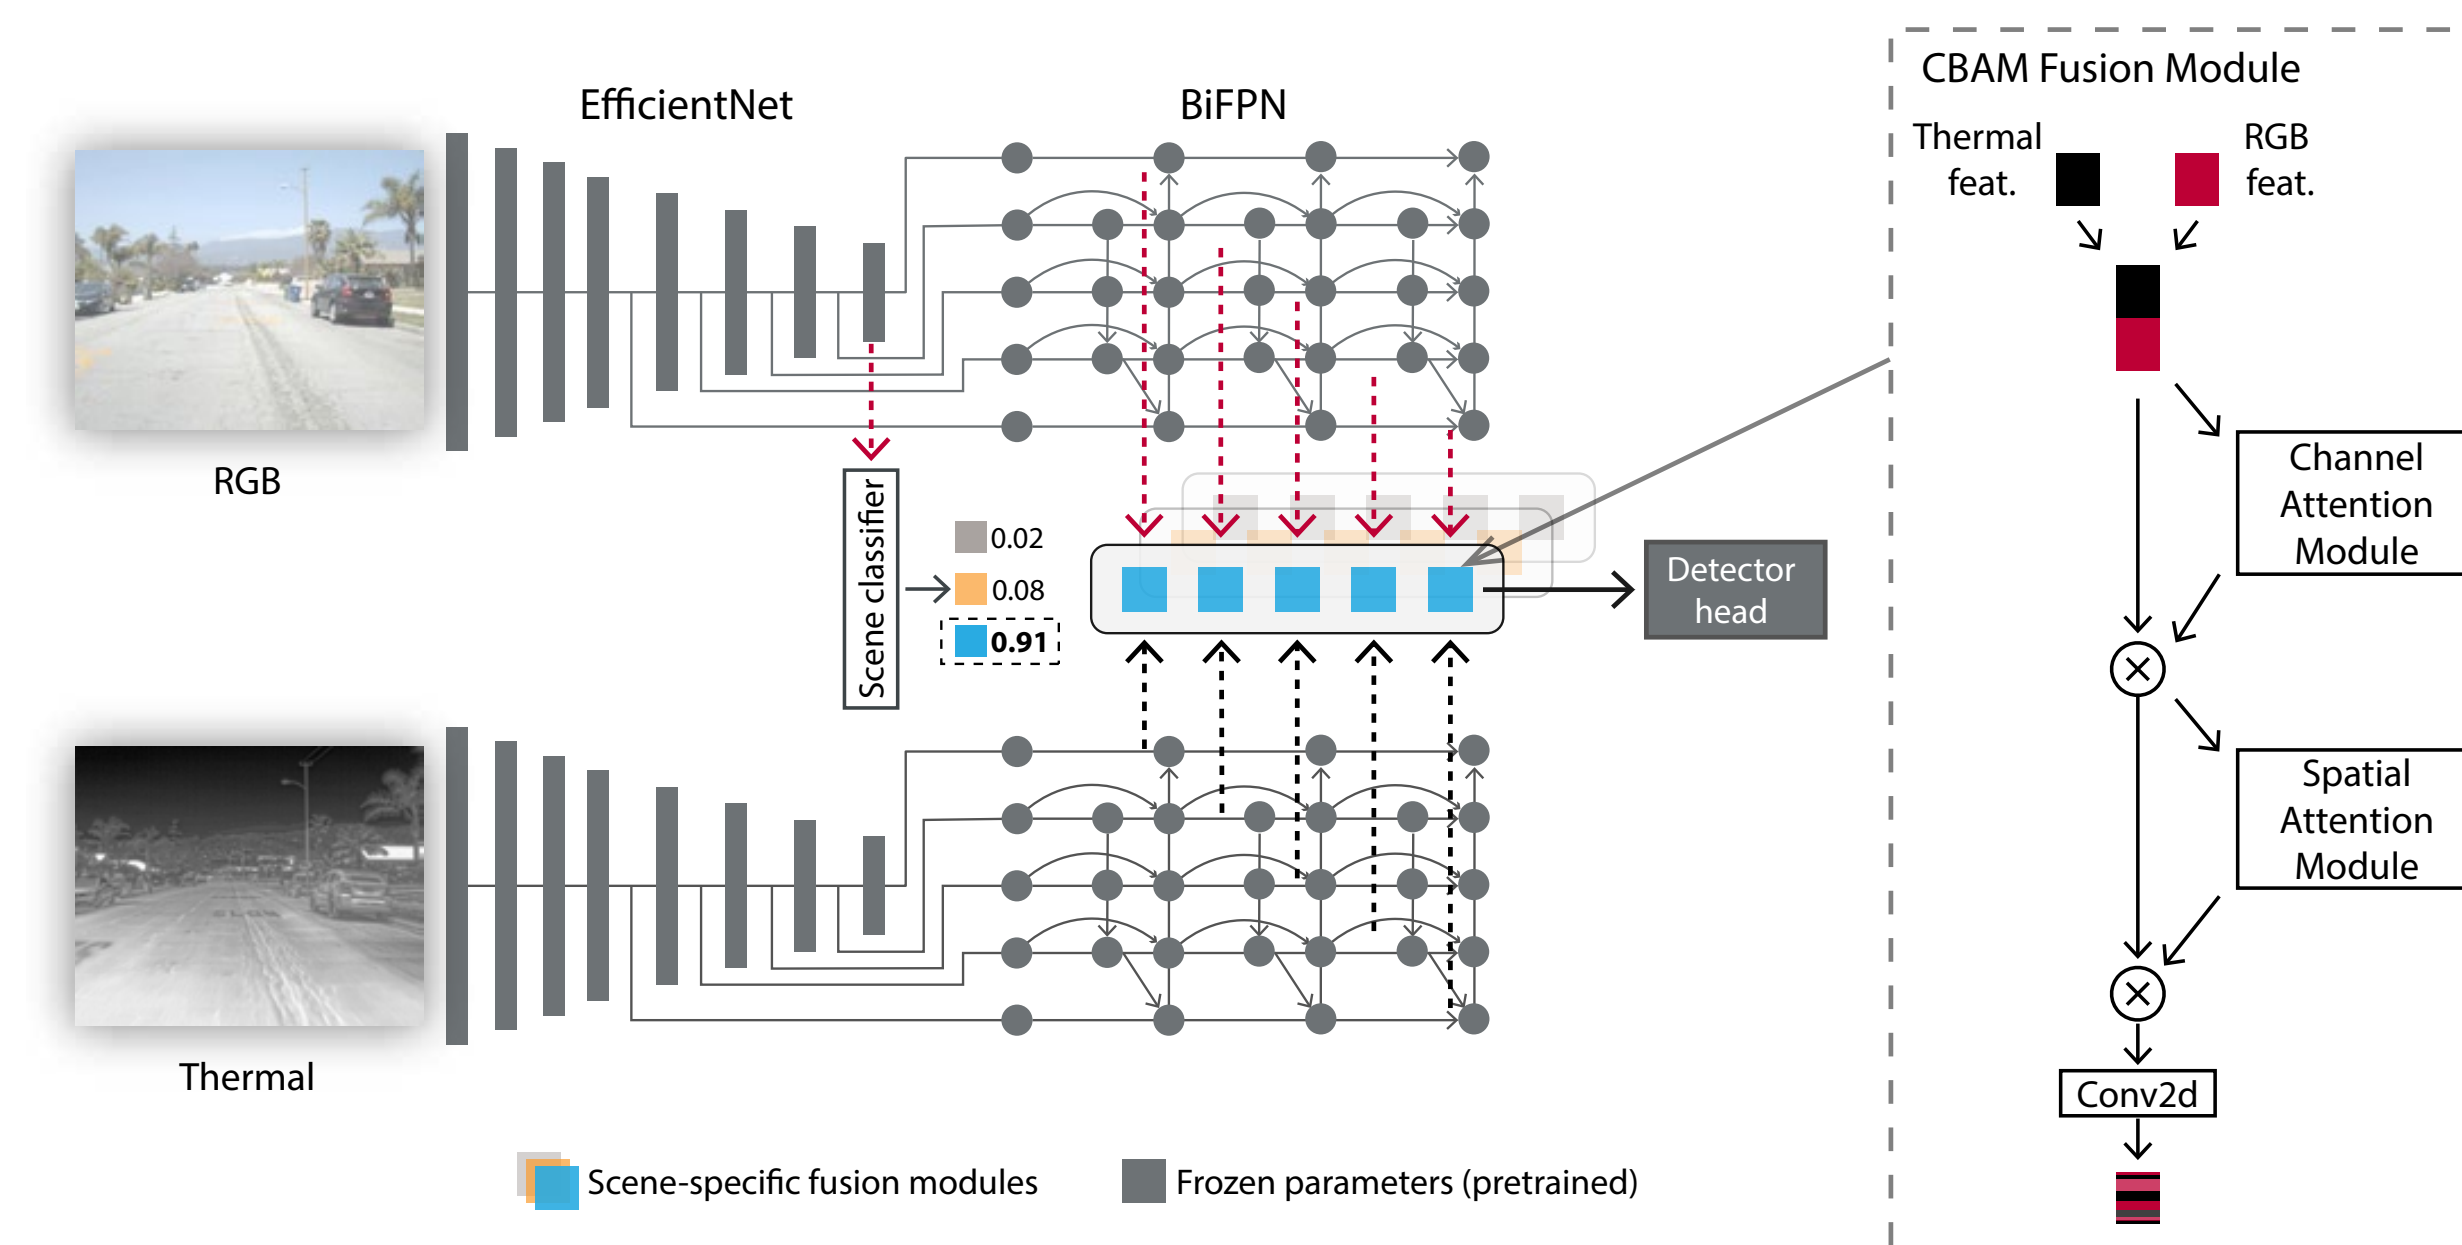 EfficientNet
BiFPN
RGB
Scene classifier
0.02
0.08
0.91
Detector
head
Thermal
Scene-specific fusion modules
Frozen parameters (pretrained)
CBAM Fusion Module
Thermal
feat.
RGB
feat.
Channel
Attention
Module
Spatial
Attention
Module
Conv2d